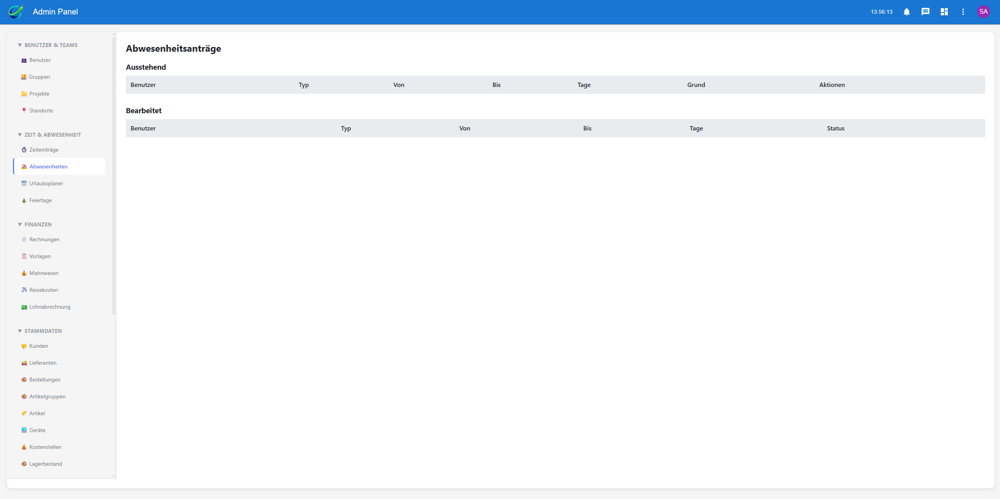 Admin Panel
13:56:13
SA
▼ BENUTZER & TEAMS
Benutzer
Gruppen
Projekte
Standorte
▼ ZEIT & ABWESENHEIT
Zeiteinträge
Abwesenheiten
Urlaubsplaner
Feiertage
▼ FINANZEN
Rechnungen
Vorlagen
Mahnwesen
Reisekosten
Lohnabrechnung
▼ STAMMDATEN
Kunden
Lieferanten
Bestellungen
Artikelgruppen
Artikel
Geräte
Kostenstellen
Lagerbestand
Abwesenheitsanträge
Ausstehend
Benutzer Typ Von Bis Tage Grund Aktionen
Bearbeitet
Benutzer Typ Von Bis Tage Status